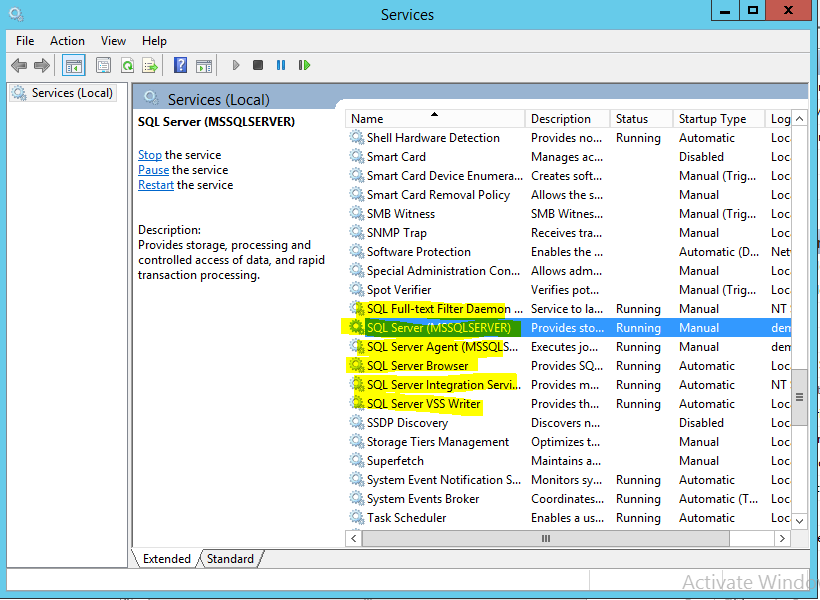 Services
File Action View Help
Services (Local)
Services (Local)
SQL Server (MSSQLSERVER)
Stop the service
Pause the service
Restart the service
Description:
Provides storage, processing and
controlled access of data, and rapid
transaction processing.
Name Description Status Startup Type Log
Shell Hardware Detection Provides no... Running Automatic Loc
Smart Card Manages ac... Disabled Loc
Smart Card Device Enumera... Creates soft... Manual (Trig... Loc
Smart Card Removal Policy Allows the s... Manual Loc
SMB Witness SMB Witnes... Manual (Trig... Loc
SNMP Trap Receives tra... Manual Loc
Software Protection Enables the ... Automatic (D... Net
Special Administration Con... Allows adm... Manual Loc
Spot Verifier Verifies pot... Manual (Trig... Loc
SQL Full-text Filter Daemon ... Service to la... Running Manual NT
SQL Server (MSSQLSERVER) Provides sto... Running Manual dem
SQL Server Agent (MSSQLS... Executes jo... Running Manual dem
SQL Server Browser Provides SQ... Running Automatic Loc
SQL Server Integration Servi... Provides m... Running Automatic NT
SQL Server VSS Writer Provides th... Running Automatic Loc
SSDP Discovery Discovers n... Disabled Loc
Storage Tiers Management Optimizes t... Manual Loc
Superfetch Maintains a... Manual Loc
System Event Notification S... Monitors sy... Running Automatic Loc
System Events Broker Coordinates... Running Automatic (T... Loc
Task Scheduler Enables a us... Running Automatic Loc
Extended Standard
Activate Windo